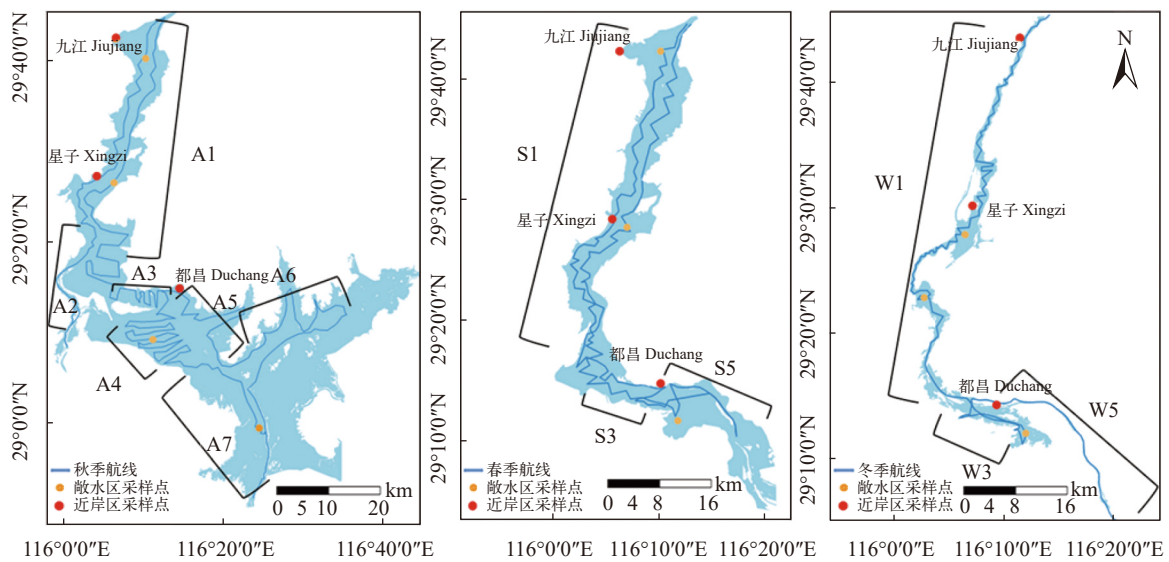 29°40′0″N
29°20′0″N
29°0′0″N
九江 Jiujiang
星子 Xingzi
都昌 Duchang
A1
A2
A3
A4
A5
A6
A7
秋季航线
敞水区采样点
近岸区采样点
0 5 10 20 km
116°0′0″E 116°20′0″E 116°40′0″E
29°40′0″N
29°30′0″N
29°20′0″N
29°10′0″N
九江 Jiujiang
S1
星子 Xingzi
都昌 Duchang
S5
S3
春季航线
敞水区采样点
近岸区采样点
0 4 8 16 km
116°0′0″E 116°10′0″E 116°20′0″E
29°40′0″N
29°30′0″N
29°20′0″N
29°10′0″N
九江 Jiujiang
N
W1
星子 Xingzi
都昌 Duchang
W5
W3
冬季航线
敞水区采样点
近岸区采样点
0 4 8 16 km
116°0′0″E 116°10′0″E 116°20′0″E